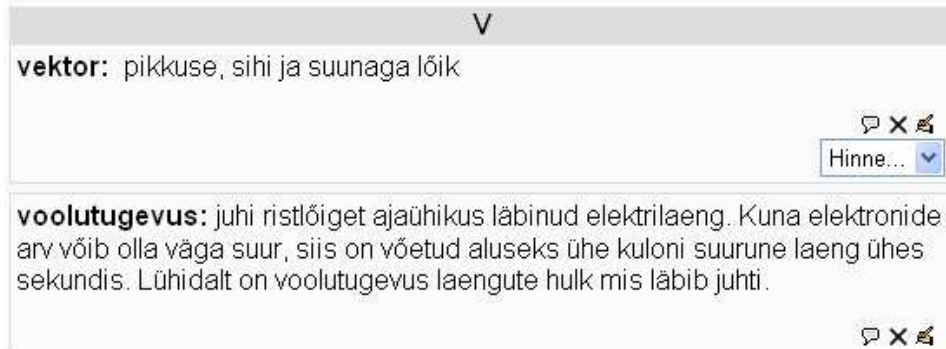 V
vektor: pikkuse, sihi ja suunaga lõik
Hinne...
voolutugevus: juhi ristlõiget ajaühikus läbinud elektrilaeng. Kuna elektronide
arv võib olla väga suur, siis on võetud aluseks ühe kuloni suurune laeng ühes
sekundis. Lühidalt on voolutugevus laengute hulk mis läbib juhti.